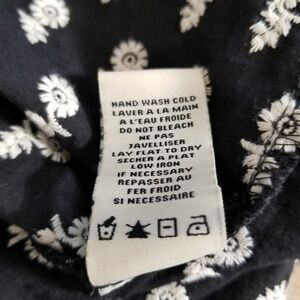 HAND WASH COLD
LAVER A LA MAIN
A L'EAU FROIDE
DO NOT BLEACH
NE PAS
JAVELLISER
LAY FLAT TO DRY
SECHER A PLAT
LOW IRON
IF NECESSARY
REPASSER AU
FER FROID
SI NECESSAIRE